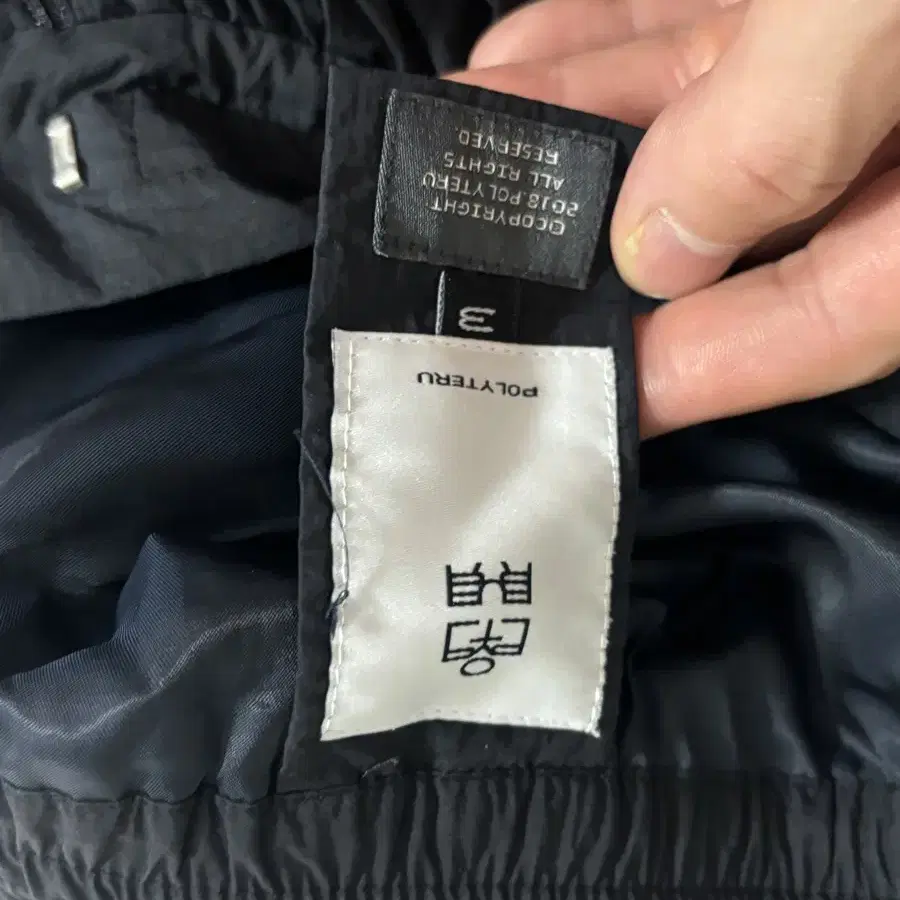 POLYTERU
3
©COPYRIGHT
2018.POLYTERU
ALL RIGHTS
RESERVED.